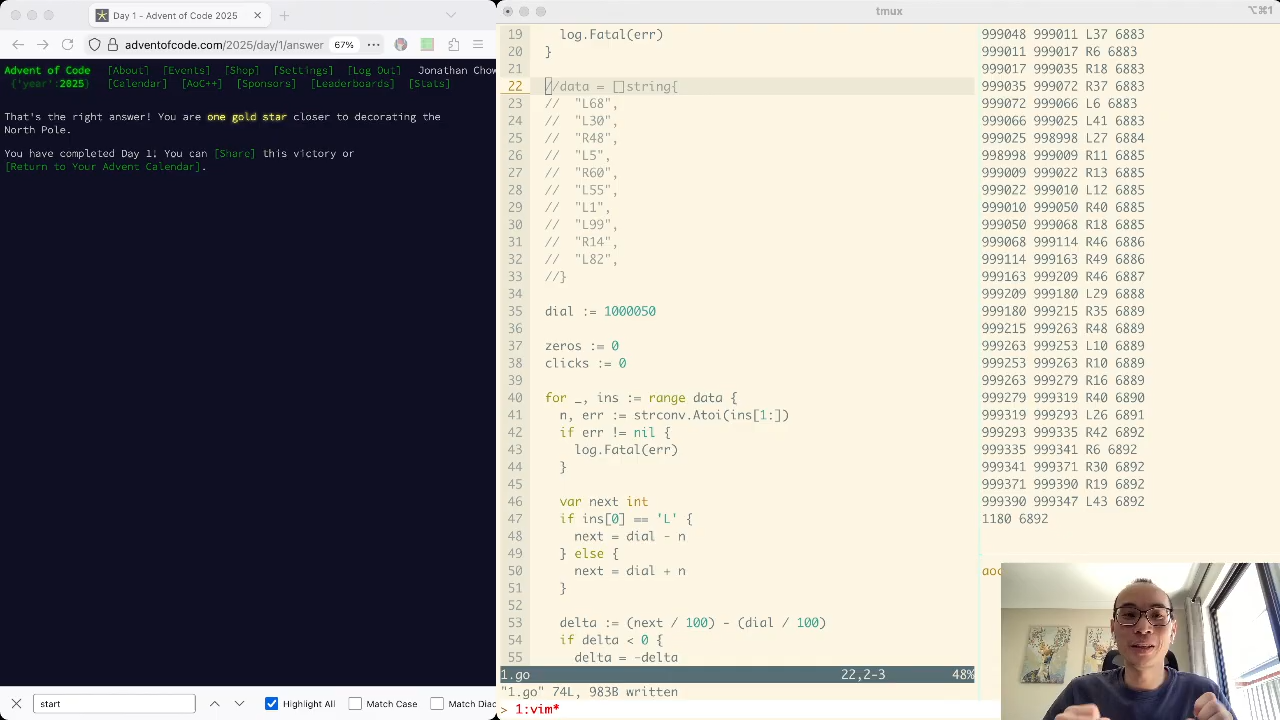 Day 1 - Advent of Code 2025
tmux
⌥⌘1
adventofcode.com/2025/day/1/answer
67%
Advent of Code [About] [Events] [Shop] [Settings] [Log Out] Jonathan Chow
{'year':2025} [Calendar] [AoC++] [Sponsors] [Leaderboards] [Stats]
That's the right answer! You are one gold star closer to decorating the
North Pole.
You have completed Day 1! You can [Share] this victory or
[Return to Your Advent Calendar].
start
Highlight All
Match Case
Match Diac
19 log.Fatal(err)
20 }
21
22 //data = []string{
23 // "L68",
24 // "L30",
25 // "R48",
26 // "L5",
27 // "R60",
28 // "L55",
29 // "L1",
30 // "L99",
31 // "R14",
32 // "L82",
33 //}
34
35 dial := 1000050
36
37 zeros := 0
38 clicks := 0
39
40 for _, ins := range data {
41 n, err := strconv.Atoi(ins[1:])
42 if err != nil {
43 log.Fatal(err)
44 }
45
46 var next int
47 if ins[0] == 'L' {
48 next = dial - n
49 } else {
50 next = dial + n
51 }
52
53 delta := (next / 100) - (dial / 100)
54 if delta < 0 {
55 delta = -delta
1.go 22,2-3 48%
"1.go" 74L, 983B written
> 1:vim*
999048 999011 L37 6883
999011 999017 R6 6883
999017 999035 R18 6883
999035 999072 R37 6883
999072 999066 L6 6883
999066 999025 L41 6883
999025 998998 L27 6884
998998 999009 R11 6885
999009 999022 R13 6885
999022 999010 L12 6885
999010 999050 R40 6885
999050 999068 R18 6885
999068 999114 R46 6886
999114 999163 R49 6886
999163 999209 R46 6887
999209 999180 L29 6888
999180 999215 R35 6889
999215 999263 R48 6889
999263 999253 L10 6889
999253 999263 R10 6889
999263 999279 R16 6889
999279 999319 R40 6890
999319 999293 L26 6891
999293 999335 R42 6892
999335 999341 R6 6892
999341 999371 R30 6892
999371 999390 R19 6892
999390 999347 L43 6892
1180 6892
aoc